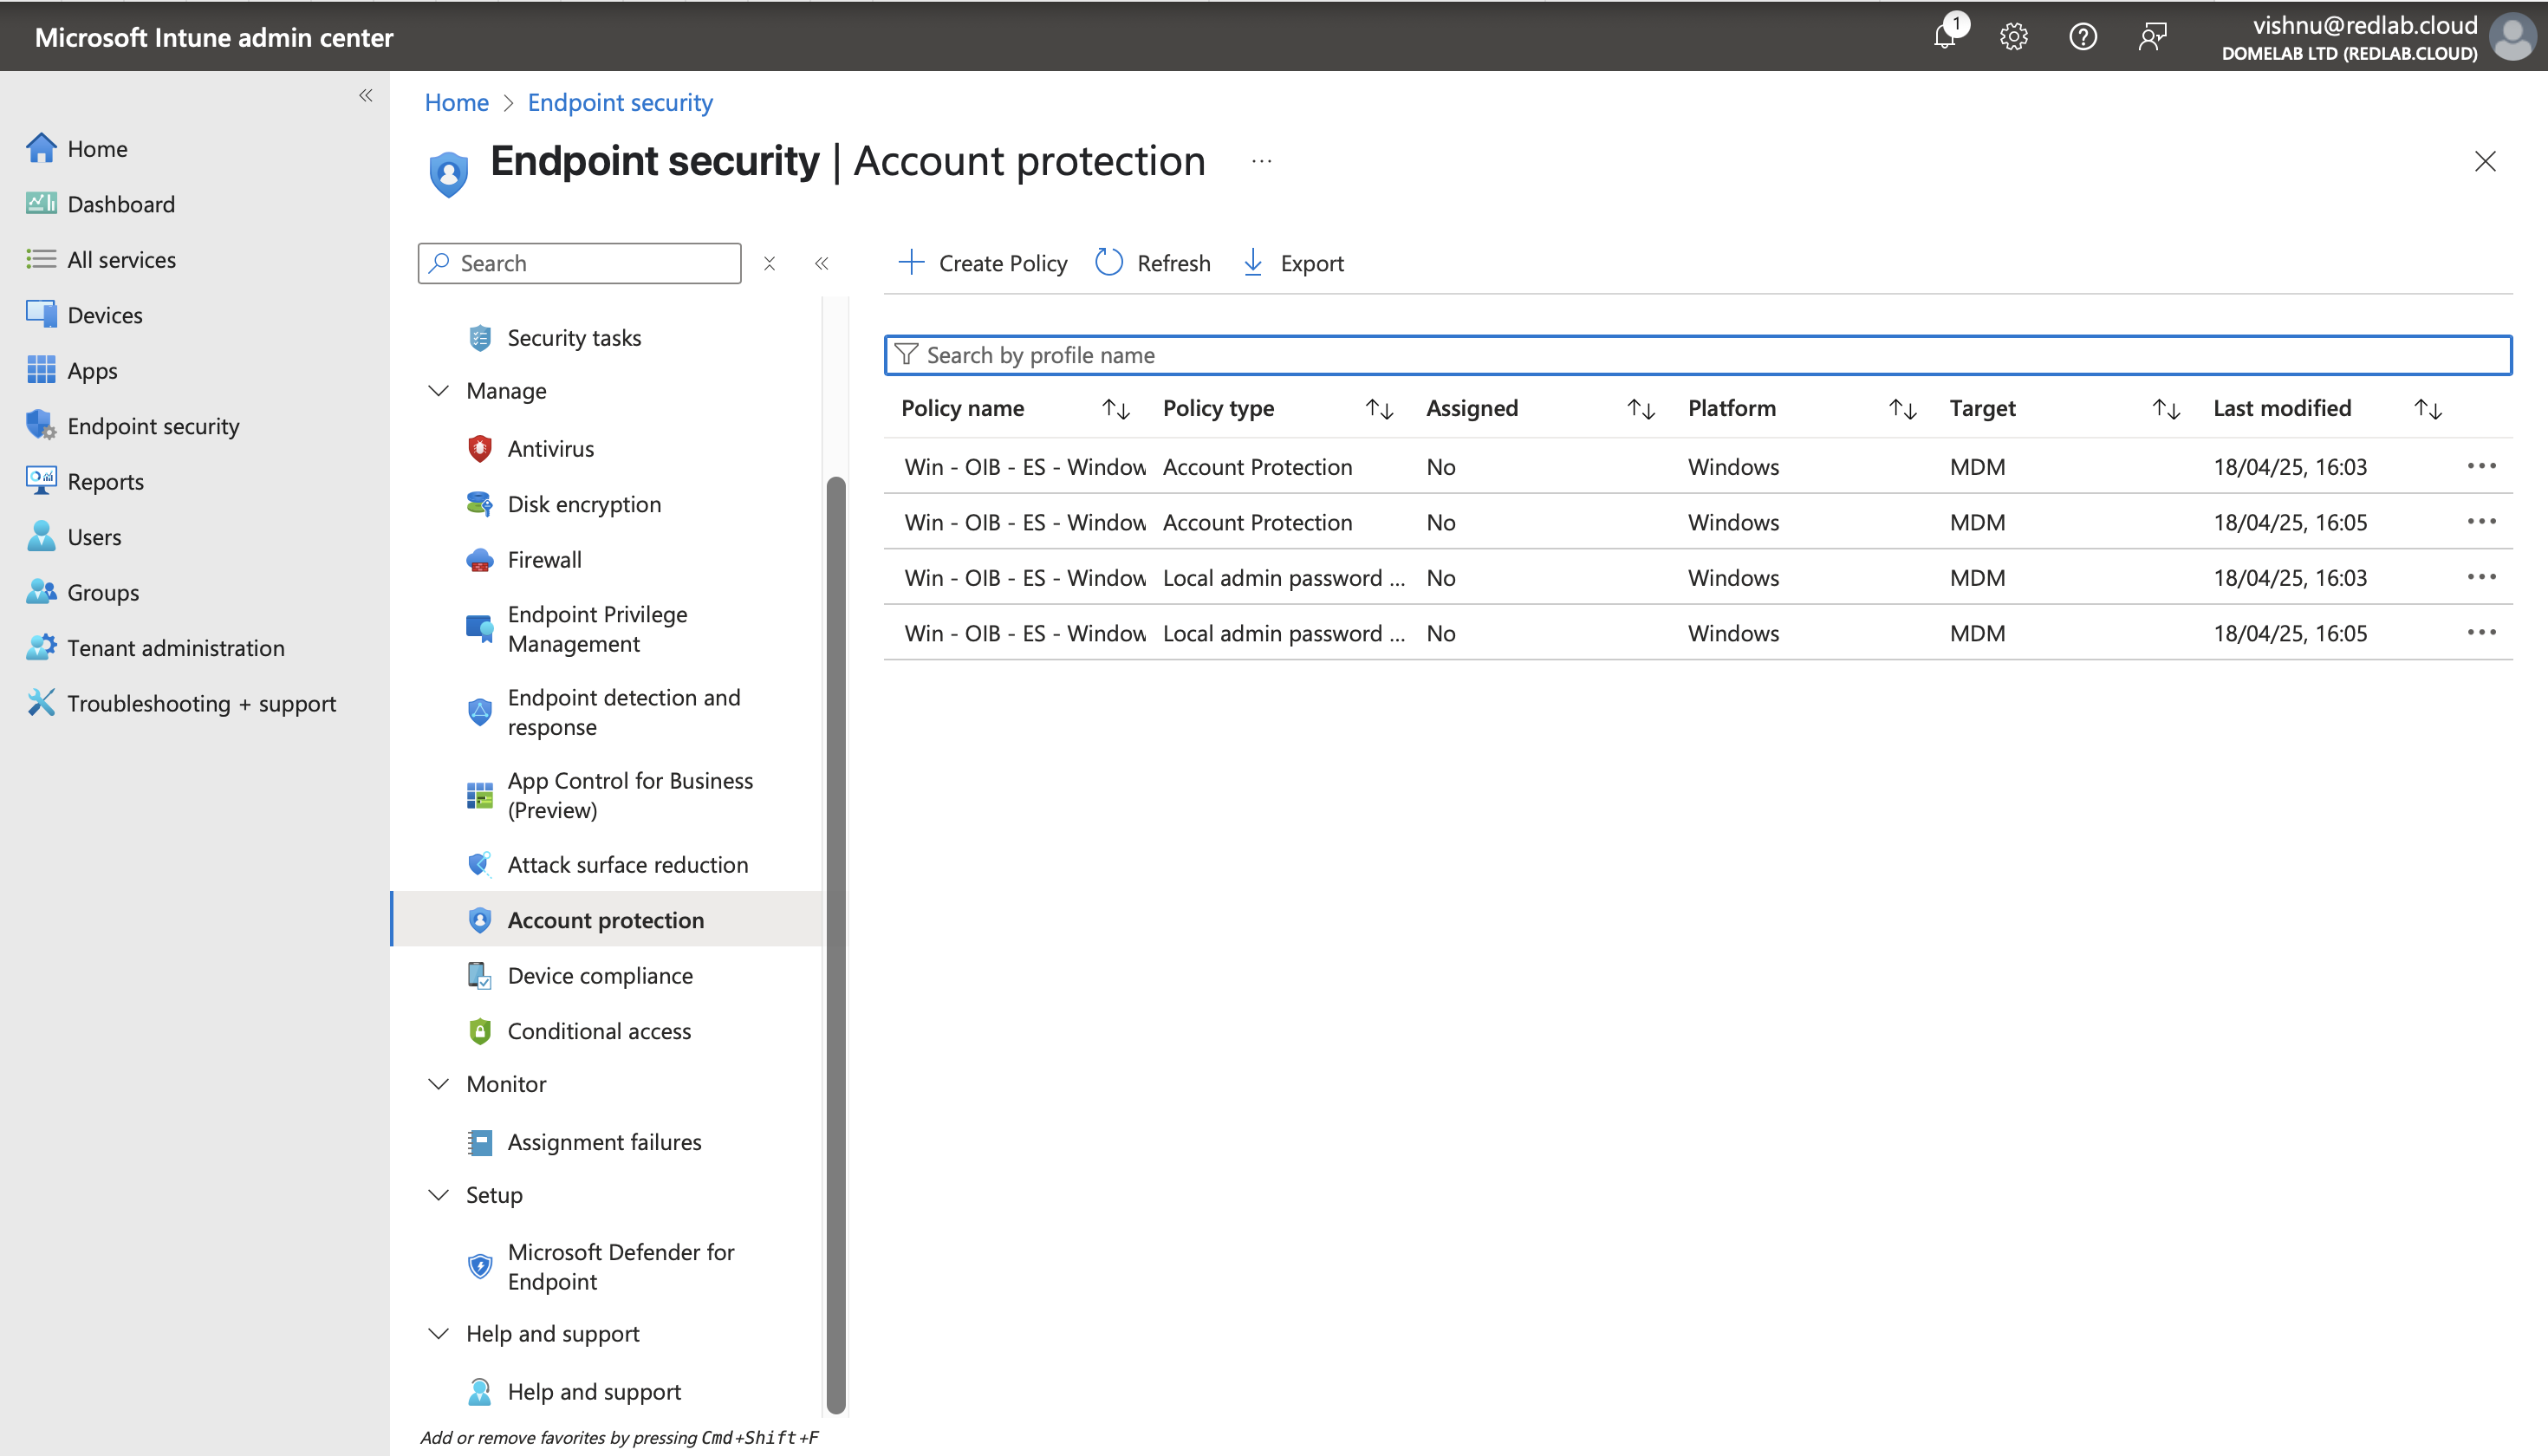 Microsoft Intune admin center
1
vishnu@redlab.cloud
DOMELAB LTD (REDLAB.CLOUD)
Home
Dashboard
All services
Devices
Apps
Endpoint security
Reports
Users
Groups
Tenant administration
Troubleshooting + support
Home > Endpoint security
Endpoint security | Account protection ...
Search
Security tasks
Manage
Antivirus
Disk encryption
Firewall
Endpoint Privilege
Management
Endpoint detection and
response
App Control for Business
(Preview)
Attack surface reduction
Account protection
Device compliance
Conditional access
Monitor
Assignment failures
Setup
Microsoft Defender for
Endpoint
Help and support
Help and support
Add or remove favorites by pressing Cmd+Shift+F
Create Policy Refresh Export
Search by profile name
Policy name Policy type Assigned Platform Target Last modified
Win - OIB - ES - Window Account Protection No Windows MDM 18/04/25, 16:03
Win - OIB - ES - Window Account Protection No Windows MDM 18/04/25, 16:05
Win - OIB - ES - Window Local admin password ... No Windows MDM 18/04/25, 16:03
Win - OIB - ES - Window Local admin password ... No Windows MDM 18/04/25, 16:05